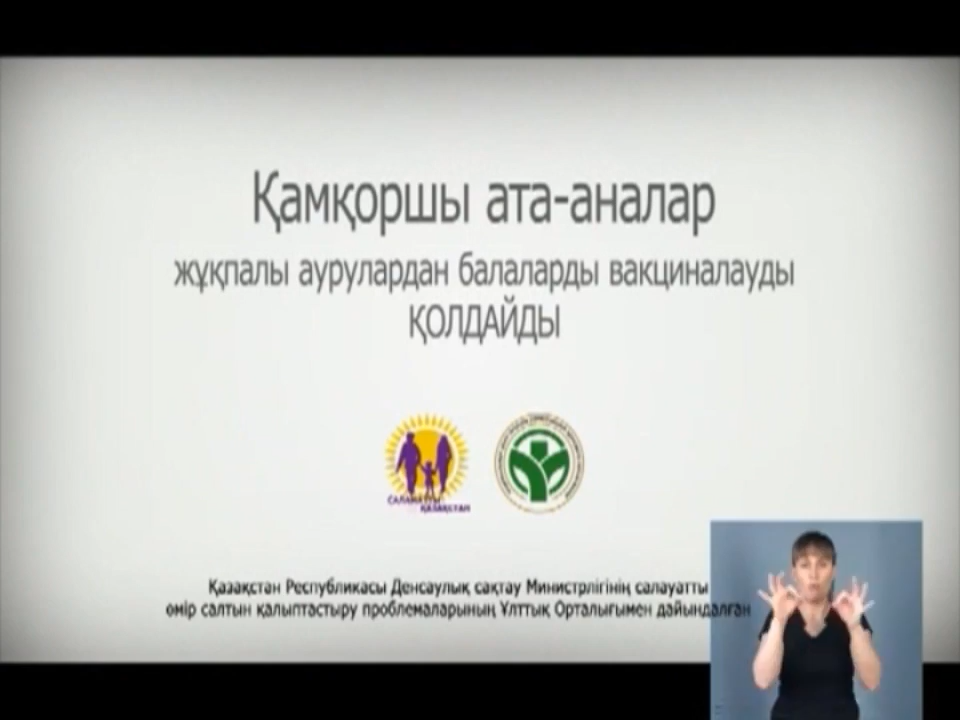 Қамқоршы ата-аналар
жұқпалы аурулардан балаларды вакциналауды
ҚОЛДАЙДЫ
САЛАМАТТЫ
ҚАЗАҚСТАН
Қазақстан Республикасы Денсаулық сақтау Министрлігінің салауатты
өмір салтын қалыптастыру проблемаларының Ұлттық Орталығымен дайындалған